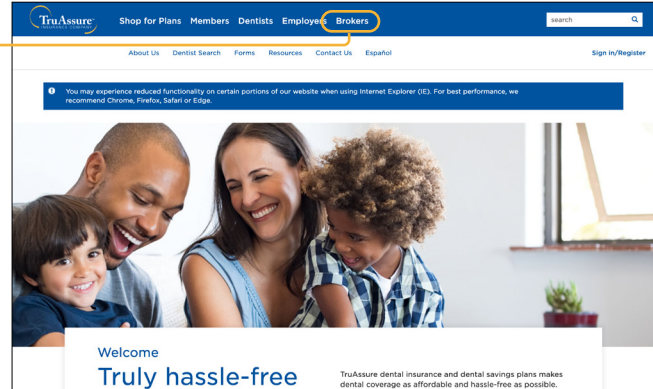 TruAssure
INSURANCE COMPANY
Shop for Plans Members Dentists Employers Brokers
search
About Us Dentist Search Forms Resources Contact Us Español
Sign in/Register
You may experience reduced functionality on certain portions of our website when using Internet Explorer (IE). For best performance, we
recommend Chrome, Firefox, Safari or Edge.
Welcome
Truly hassle-free
TruAssure dental insurance and dental savings plans makes
dental coverage as affordable and hassle-free as possible.